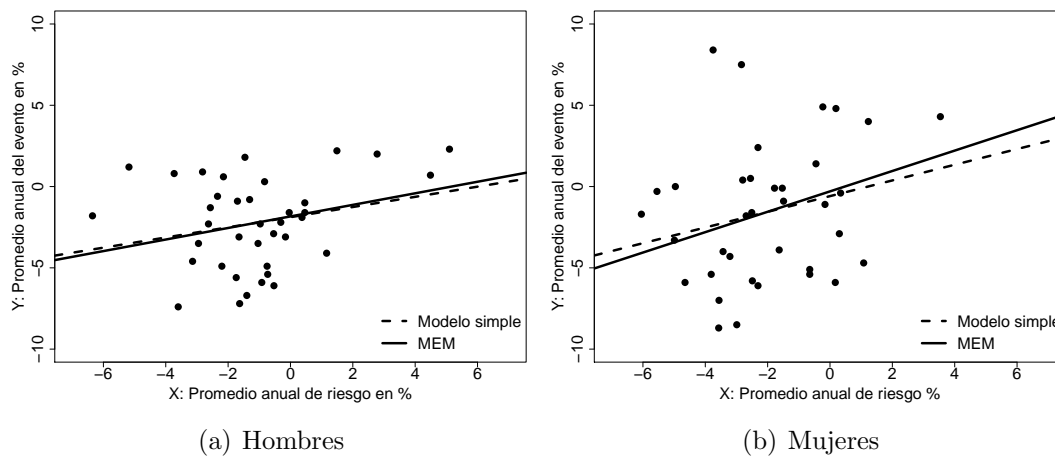 10
5
0
−5
−10
Y: Promedio anual del evento en %
−6 −4 −2 0 2 4 6
X: Promedio anual de riesgo en %
Modelo simple
MEM
(a) Hombres
10
5
0
−5
−10
Y: Promedio anual del evento en %
−6 −4 −2 0 2 4 6
X: Promedio anual de riesgo %
Modelo simple
MEM
(b) Mujeres